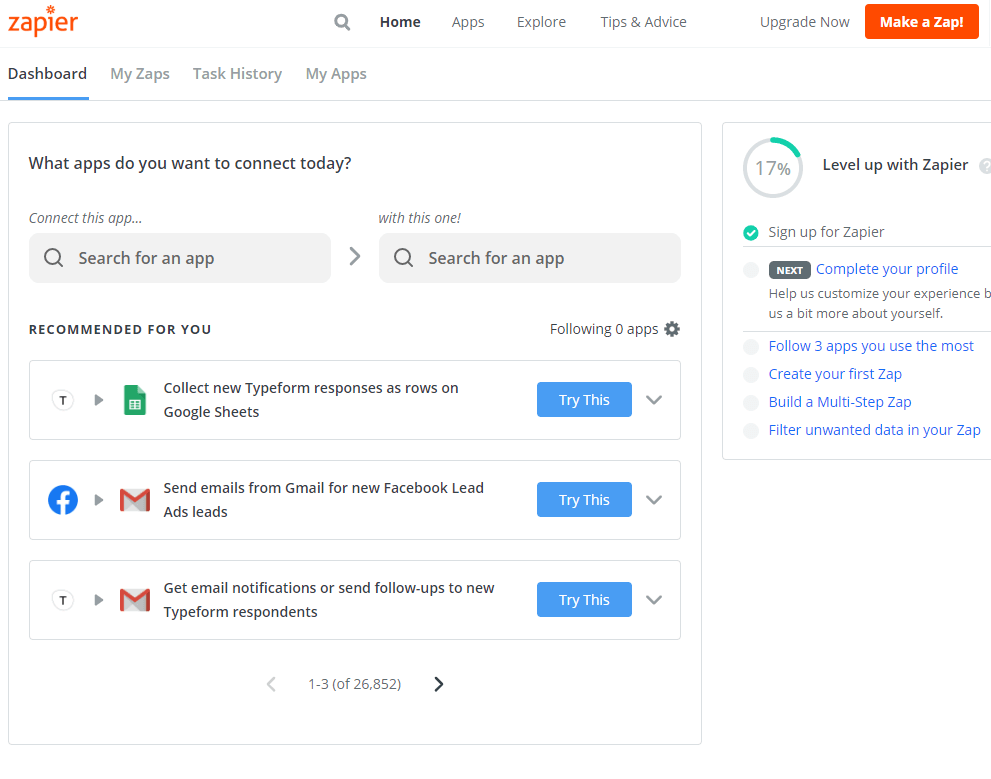 zapier
Home Apps Explore Tips & Advice Upgrade Now Make a Zap!
Dashboard My Zaps Task History My Apps
What apps do you want to connect today?
Connect this app... with this one!
Search for an app Search for an app
RECOMMENDED FOR YOU Following 0 apps
T Collect new Typeform responses as rows on
Google Sheets
Try This
Send emails from Gmail for new Facebook Lead
Ads leads
Try This
T Get email notifications or send follow-ups to new
Typeform respondents
Try This
1-3 (of 26,852)
17% Level up with Zapier ?
Sign up for Zapier
NEXT Complete your profile
Help us customize your experience b
us a bit more about yourself.
Follow 3 apps you use the most
Create your first Zap
Build a Multi-Step Zap
Filter unwanted data in your Zap